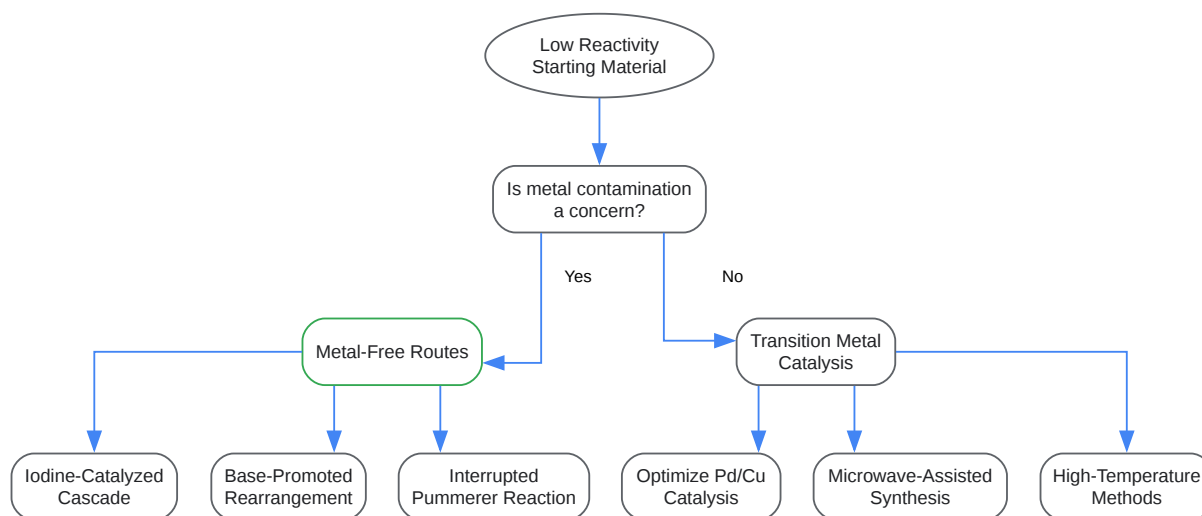 Low Reactivity
Starting Material
Is metal contamination
a concern?
Yes
No
Metal-Free Routes
Transition Metal
Catalysis
Iodine-Catalyzed
Cascade
Base-Promoted
Rearrangement
Interrupted
Pummerer Reaction
Optimize Pd/Cu
Catalysis
Microwave-Assisted
Synthesis
High-Temperature
Methods